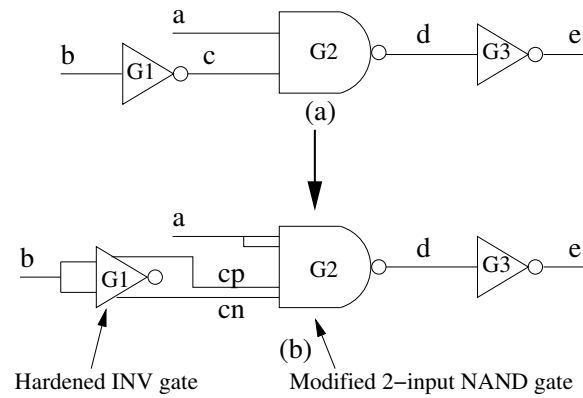 a
b
G1
c
G2
d
G3
e
(a)
a
b
G1
cp
cn
G2
d
G3
e
(b)
Hardened INV gate
Modified 2−input NAND gate